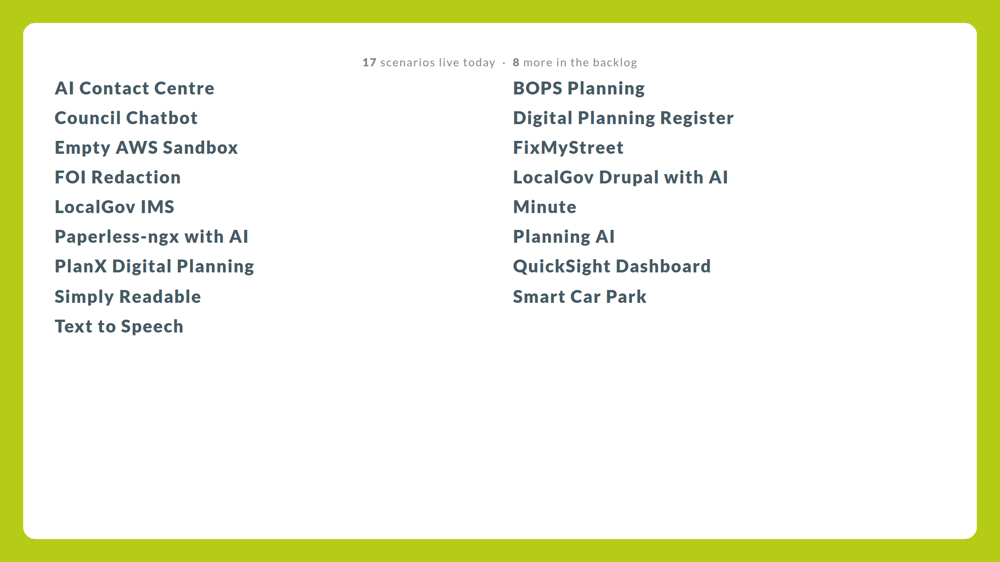 17 scenarios live today · 8 more in the backlog
AI Contact Centre
BOPS Planning
Council Chatbot
Digital Planning Register
Empty AWS Sandbox
FixMyStreet
FOI Redaction
LocalGov Drupal with AI
LocalGov IMS
Minute
Paperless-ngx with AI
Planning AI
PlanX Digital Planning
QuickSight Dashboard
Simply Readable
Smart Car Park
Text to Speech